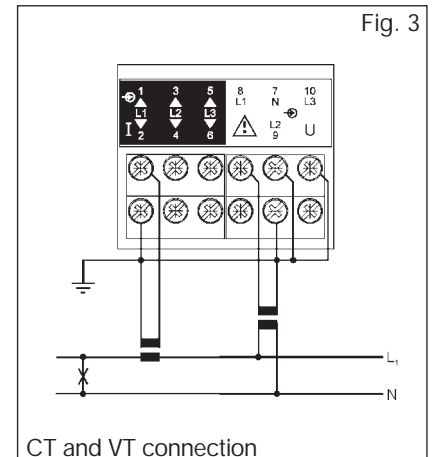 Fig. 3
1 3 5 8 7 10
L1 N L3
L1 L2 L3
I L2 U
2 4 6 9
L1
N
CT and VT connection